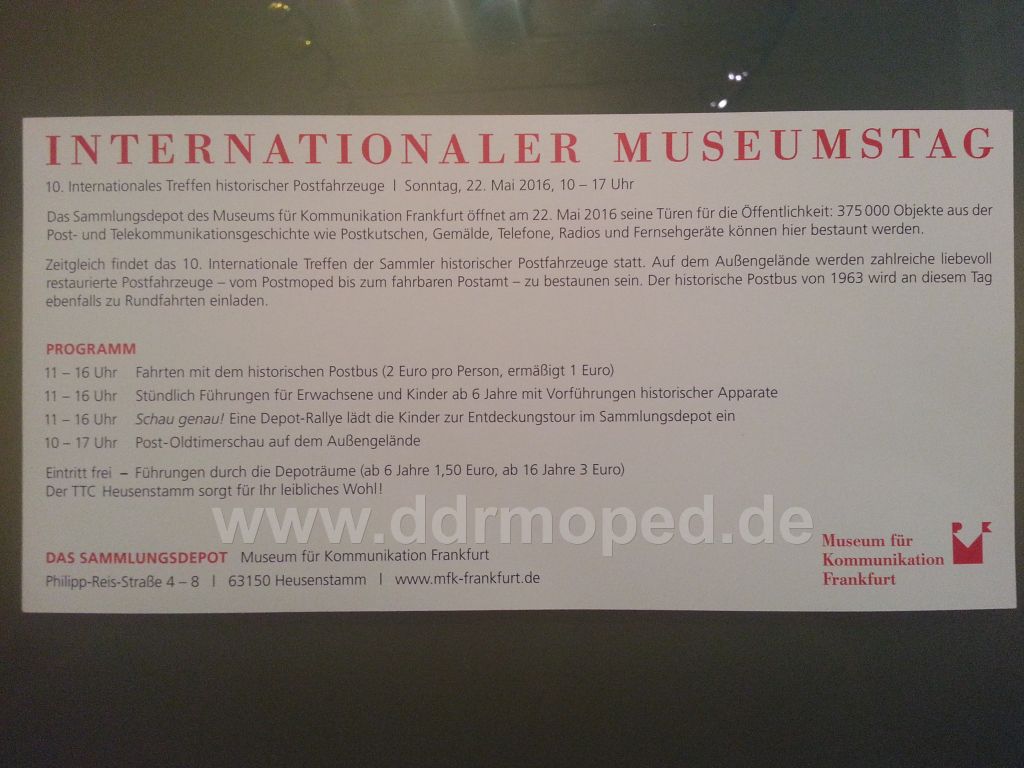 INTERNATIONALER MUSEUMSTAG
10. Internationales Treffen historischer Postfahrzeuge | Sonntag, 22. Mai 2016, 10 – 17 Uhr
Das Sammlungsdepot des Museums für Kommunikation Frankfurt öffnet am 22. Mai 2016 seine Türen für die Öffentlichkeit: 375 000 Objekte aus der
Post- und Telekommunikationsgeschichte wie Postkutschen, Gemälde, Telefone, Radios und Fernsehgeräte können hier bestaunt werden.
Zeitgleich findet das 10. Internationale Treffen der Sammler historischer Postfahrzeuge statt. Auf dem Außengelände werden zahlreiche liebevoll
restaurierte Postfahrzeuge – vom Postmoped bis zum fahrbaren Postamt – zu bestaunen sein. Der historische Postbus von 1963 wird an diesem Tag
ebenfalls zu Rundfahrten einladen.
PROGRAMM
11 – 16 Uhr Fahrten mit dem historischen Postbus (2 Euro pro Person, ermäßigt 1 Euro)
11 – 16 Uhr Stündlich Führungen für Erwachsene und Kinder ab 6 Jahre mit Vorführungen historischer Apparate
11 – 16 Uhr Schau genau! Eine Depot-Rallye lädt die Kinder zur Entdeckungstour im Sammlungsdepot ein
10 – 17 Uhr Post-Oldtimerschau auf dem Außengelände
Eintritt frei – Führungen durch die Depoträume (ab 6 Jahre 1,50 Euro, ab 16 Jahre 3 Euro)
Der TTC Heusenstamm sorgt für Ihr leibliches Wohl!
www.ddrmoped.de
DAS SAMMLUNGSDEPOT Museum für Kommunikation Frankfurt
Philipp-Reis-Straße 4 – 8 | 63150 Heusenstamm | www.mfk-frankfurt.de
Museum für
Kommunikation
Frankfurt